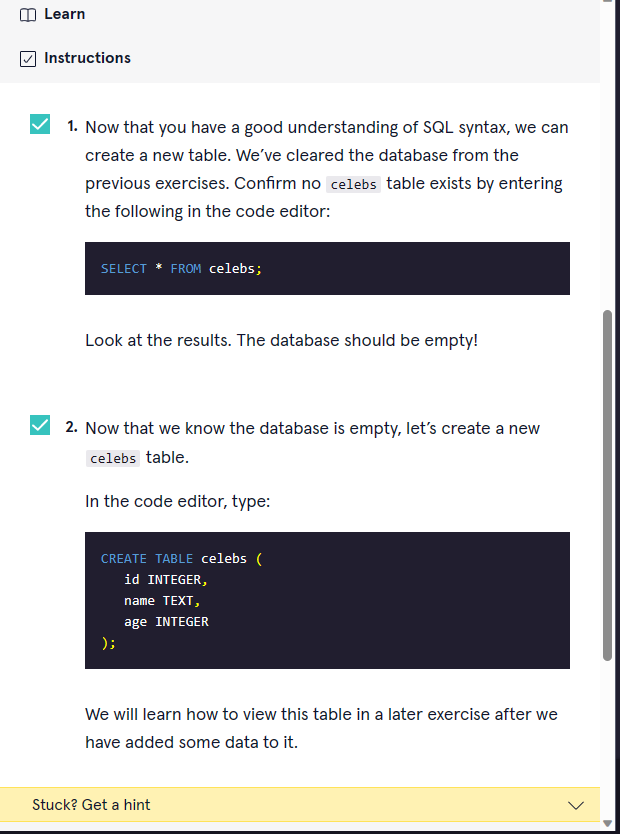 Learn
Instructions
1. Now that you have a good understanding of SQL syntax, we can
create a new table. We’ve cleared the database from the
previous exercises. Confirm no celebs table exists by entering
the following in the code editor:
SELECT * FROM celebs;
Look at the results. The database should be empty!
2. Now that we know the database is empty, let’s create a new
celebs table.
In the code editor, type:
CREATE TABLE celebs (
id INTEGER,
name TEXT,
age INTEGER
);
We will learn how to view this table in a later exercise after we
have added some data to it.
Stuck? Get a hint